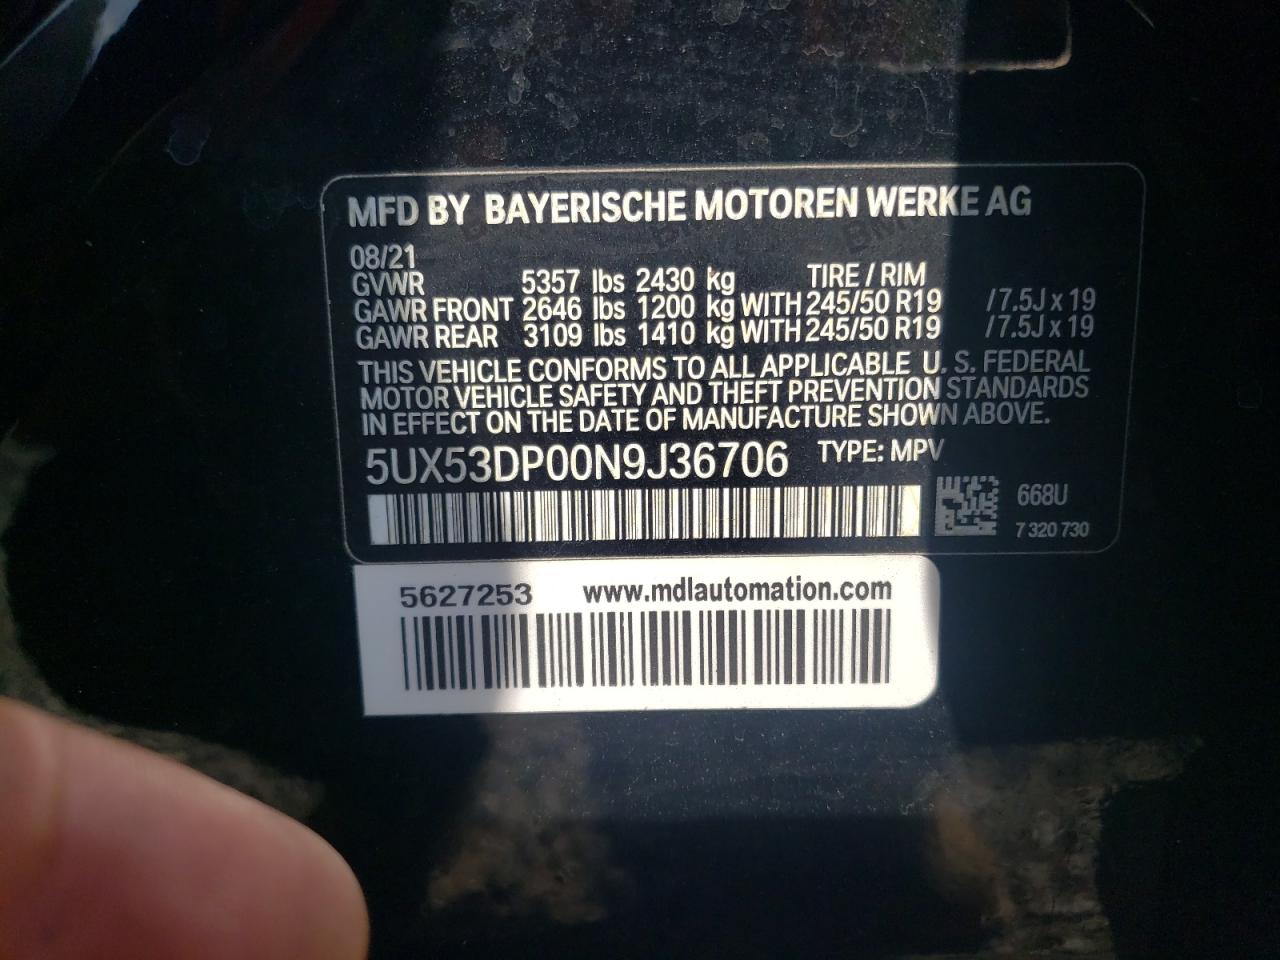 MFD BY BAYERISCHE MOTOREN WERKE AG
08/21
GVWR 5357 lbs 2430 kg TIRE / RIM
GAWR FRONT 2646 lbs 1200 kg WITH 245/50 R19 / 7.5J x 19
GAWR REAR 3109 lbs 1410 kg WITH 245/50 R19 / 7.5J x 19
THIS VEHICLE CONFORMS TO ALL APPLICABLE U. S. FEDERAL
MOTOR VEHICLE SAFETY AND THEFT PREVENTION STANDARDS
IN EFFECT ON THE DATE OF MANUFACTURE SHOWN ABOVE.
5UX53DP00N9J36706 TYPE: MPV
668U
7 320 730
5627253 www.mdlautomation.com